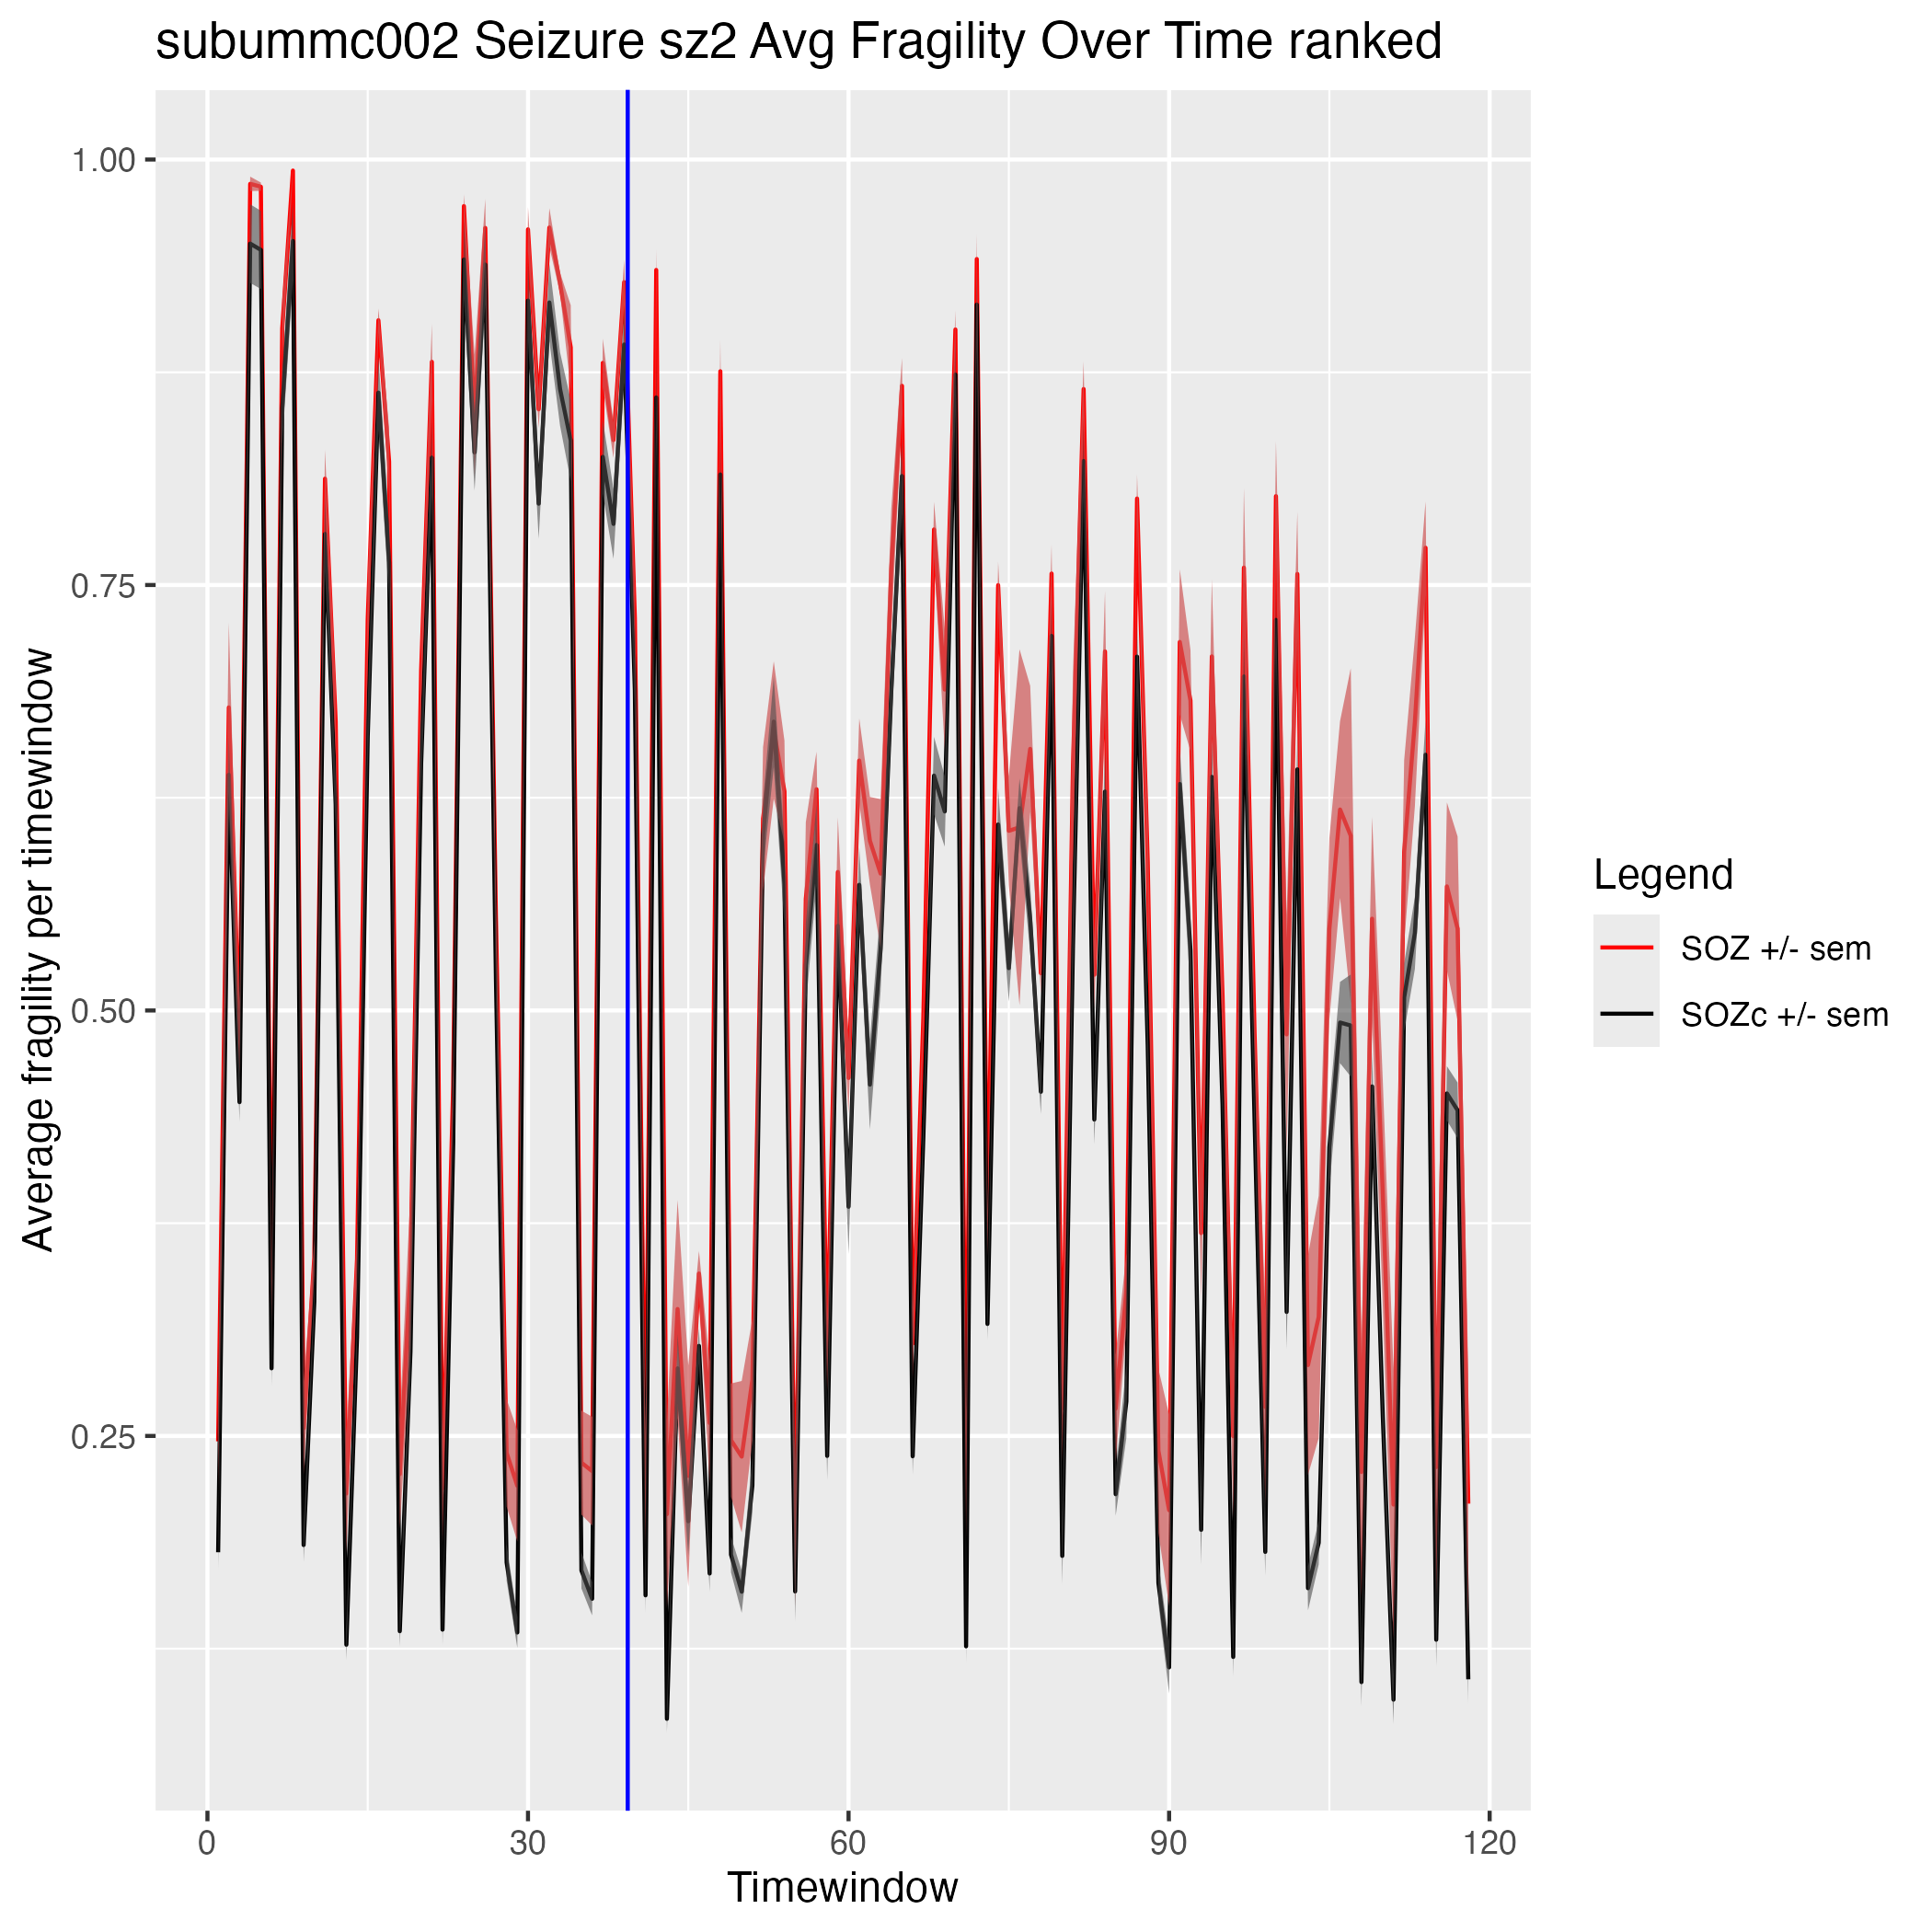 subummc002 Seizure sz2 Avg Fragility Over Time ranked
Average fragility per timewindow
1.00
0.75
0.50
0.25
0
30
60
90
120
Timewindow
Legend
SOZ +/- sem
SOZc +/- sem